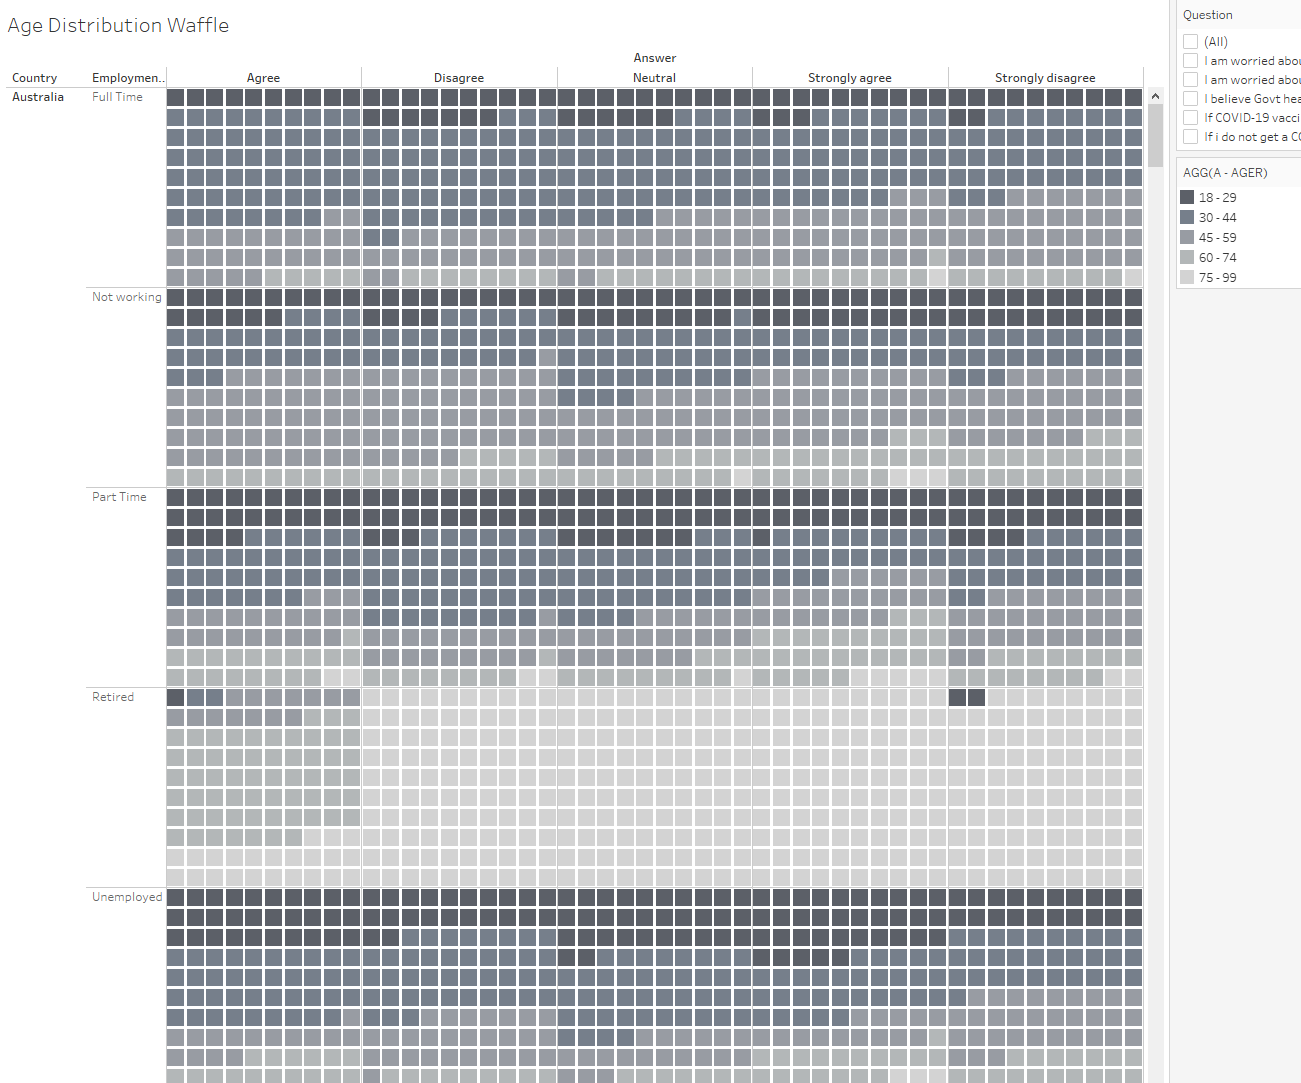 Age Distribution Waffle
Answer
Country Employmen.. Agree Disagree Neutral Strongly agree Strongly disagree
Australia Full Time
Not working
Part Time
Retired
Unemployed
Question
(All)
I am worried abou
I am worried abou
I believe Govt hea
If COVID-19 vacci
If i do not get a CO
AGG(A - AGER)
18 - 29
30 - 44
45 - 59
60 - 74
75 - 99